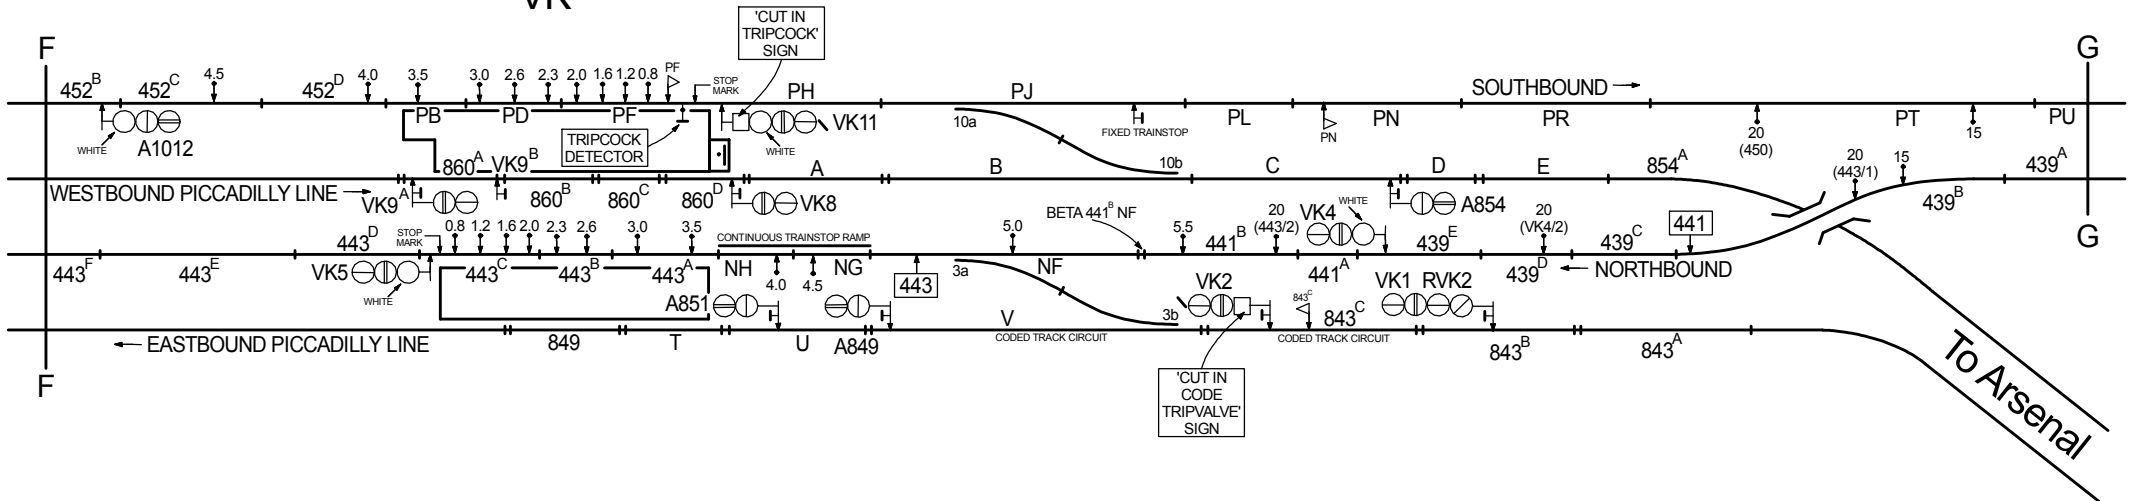 VK
'CUT IN
TRIPCOCK'
SIGN
F
G
452B 452C 4.5 452D 4.0 3.5 3.0 2.6 2.3 2.0 1.6 1.2 0.8 PF STOP
MARK
PH PJ SOUTHBOUND
PB PD PF PL PN PR PT PU
WHITE A1012
TRIPCOCK
DETECTOR
WHITE
VK11
10a
FIXED TRAINSTOP
PN
20
(450)
15
860A VK9B A B 10b C D E 854A 20
(443/1)
15 439A
WESTBOUND PICCADILLY LINE
VK9A 860B 860C 860D VK8
BETA 441B NF
VK4 WHITE
A854
439B
G
443D STOP
MARK
0.8 1.2 1.6 2.0 2.3 2.6 3.0 3.5 CONTINUOUS TRAINSTOP RAMP 5.0 5.5 441B 20
(443/2)
439E 20
(VK4/2)
439C 441
443F 443E VK5 443C 443B 443A NH NG 3a NF 441A 439D NORTHBOUND
WHITE
4.0 4.5 443
A851 VK2 843C VK1 RVK2
EASTBOUND PICCADILLY LINE 849 T U A849 V 3b 843C 843B 843A
CODED TRACK CIRCUIT CODED TRACK CIRCUIT
F
'CUT IN
CODE
TRIPVALVE'
SIGN
To Arsenal